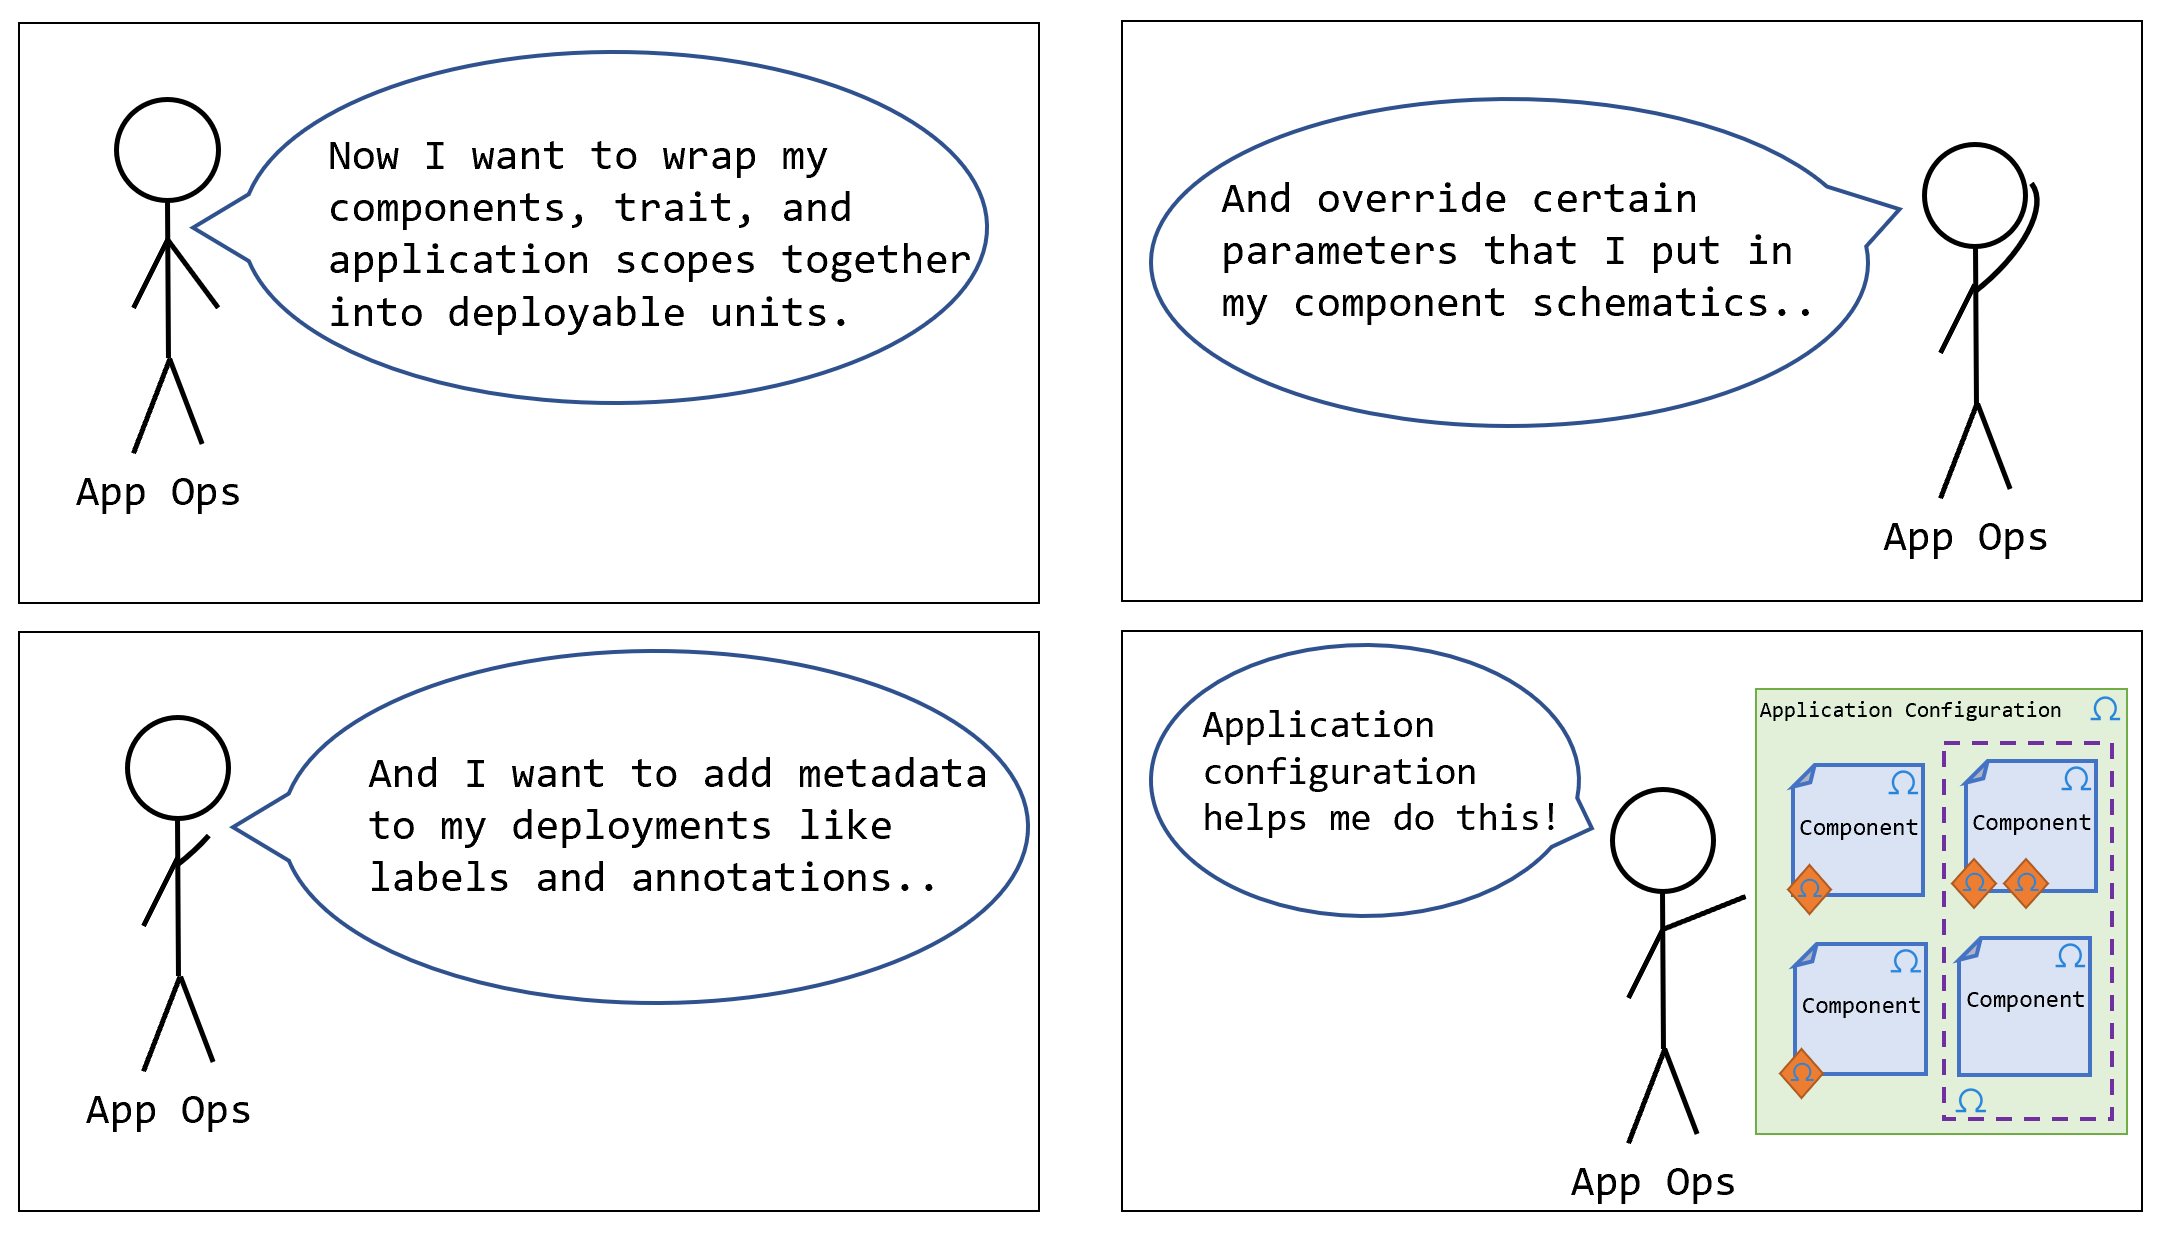 Now I want to wrap my
components, trait, and
application scopes together
into deployable units.
App Ops
And override certain
parameters that I put in
my component schematics..
App Ops
And I want to add metadata
to my deployments like
labels and annotations..
App Ops
Application
configuration
helps me do this!
App Ops
Application Configuration Ω
Ω
Component
Ω
Ω
Component
Ω Ω
Ω
Component
Ω
Ω
Component
Ω